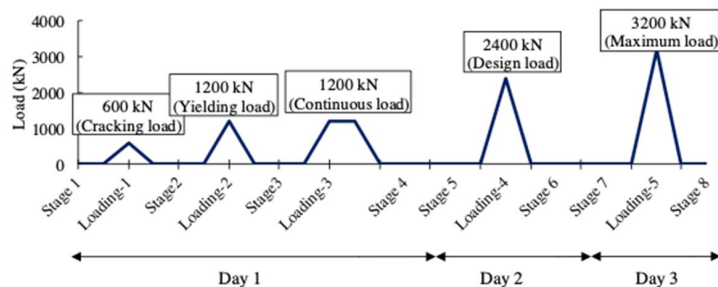 4000
3000
2000
1000
0
Load (kN)
600 kN
(Cracking load)
1200 kN
(Yielding load)
1200 kN
(Continuous load)
2400 kN
(Design load)
3200 kN
(Maximum load)
Stage 1
Loading-1
Stage2
Loading-2
Stage3
Loading-3
Stage 4
Stage 5
Loading-4
Stage 6
Stage 7
Loading-5
Stage 8
Day 1
Day 2
Day 3